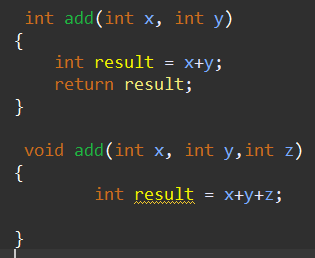 int add(int x, int y)
{
    int result = x+y;
    return result;
}

void add(int x, int y,int z)
{
        int result = x+y+z;

}